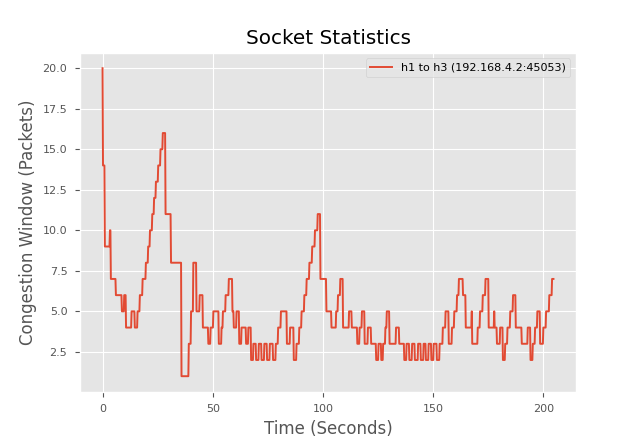 Socket Statistics
h1 to h3 (192.168.4.2:45053)
Congestion Window (Packets)
20.0
17.5
15.0
12.5
10.0
7.5
5.0
2.5
0 50 100 150 200
Time (Seconds)